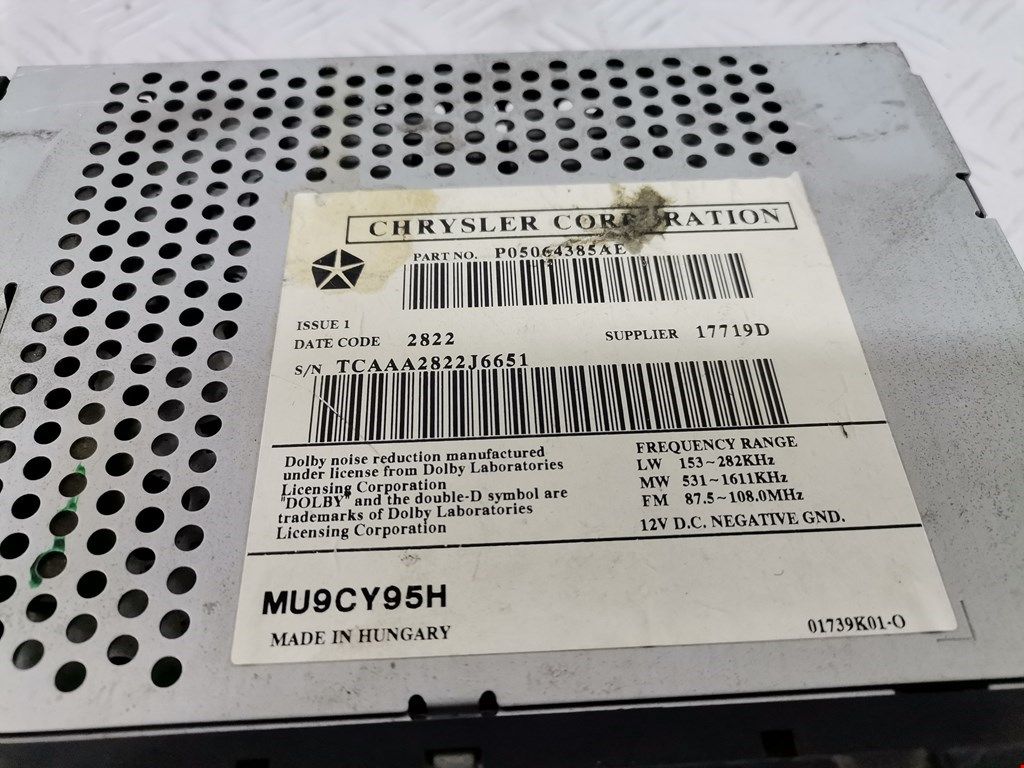 CHRYSLER CORPORATION
PART NO. P05064385AE
ISSUE 1
DATE CODE 2822 SUPPLIER 17719D
S/N TCAAA2822J6651
Dolby noise reduction manufactured
under license from Dolby Laboratories
Licensing Corporation
"DOLBY" and the double-D symbol are
trademarks of Dolby Laboratories
Licensing Corporation
FREQUENCY RANGE
LW 153~282KHz
MW 531~1611KHz
FM 87.5~108.0MHz
12V D.C. NEGATIVE GND.
MU9CY95H
MADE IN HUNGARY
01739K01-O